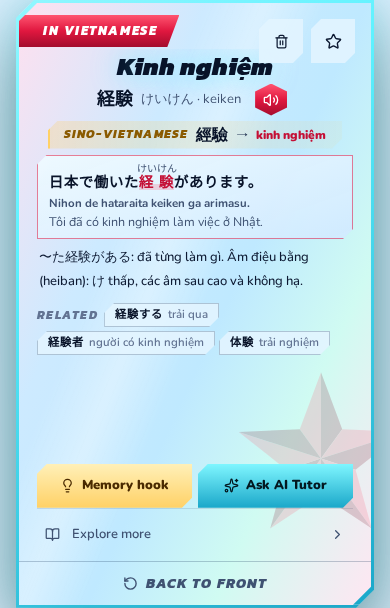 IN VIETNAMESE
Kinh nghiệm
経験 けいけん · keiken
SINO-VIETNAMESE 經驗 → kinh nghiệm
けいけん
日本で働いた経験があります。
Nihon de hataraita keiken ga arimasu.
Tôi đã có kinh nghiệm làm việc ở Nhật.
〜た経験がある: đã từng làm gì. Âm điệu bằng
(heiban): け thấp, các âm sau cao và không hạ.
RELATED 経験する trải qua
経験者 người có kinh nghiệm 体験 trải nghiệm
Memory hook Ask AI Tutor
Explore more
BACK TO FRONT